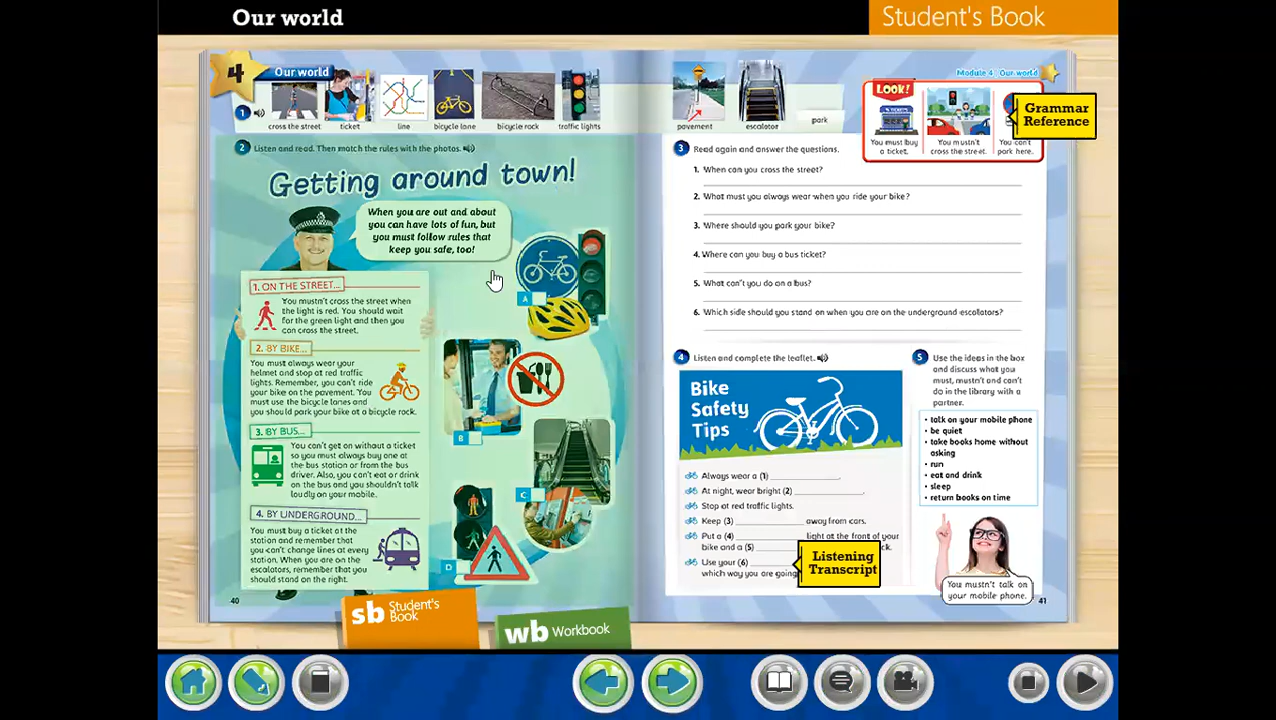 Our world
Student's Book
4
Our world
Module 4: Our world
1
cross the street
ticket
line
bicycle lane
bicycle rack
traffic lights
pavement
escalator
park
LOOK!
You must buy
a ticket.
You mustn't
cross the street.
You can't
park here.
Grammar
Reference
2 Listen and read. Then match the rules with the photos.
Getting around town!
When you are out and about
you can have lots of fun, but
you must follow rules that
keep you safe, too!
1. ON THE STREET...
You mustn't cross the street when
the light is red. You should wait
for the green light and then you
can cross the street.
2. BY BIKE...
You must always wear your
helmet and stop at red traffic
lights. Remember, you can't ride
your bike on the pavement. You
must use the bicycle lanes and
you should park your bike at a bicycle rack.
3. BY BUS...
You can't get on without a ticket
so you must always buy one at
the bus station or from the bus
driver. Also, you can't eat or drink
on the bus and you shouldn't talk
loudly on your mobile.
4. BY UNDERGROUND...
You must buy a ticket at the
station and remember that
you can't change lines at every
station. When you are on the
escalators, remember that you
should stand on the right.
A
B
C
D
40
3 Read again and answer the questions.
1. When can you cross the street?
2. What must you always wear when you ride your bike?
3. Where should you park your bike?
4. Where can you buy a bus ticket?
5. What can't you do on a bus?
6. Which side should you stand on when you are on the underground escalators?
4 Listen and complete the leaflet.
Bike
Safety
Tips
Always wear a (1)
At night, wear bright (2)
Stop at red traffic lights.
Keep (3) away from cars.
Put a (4) light at the front of your
bike and a (5)
Use your (6)
which way you are going
Listening
Transcript
5 Use the ideas in the box
and discuss what you
must, mustn't and can't
do in the library with a
partner.
• talk on your mobile phone
• be quiet
• take books home without
asking
• run
• eat and drink
• sleep
• return books on time
You mustn't talk on
your mobile phone.
41
sb Student's
Book
wb Workbook